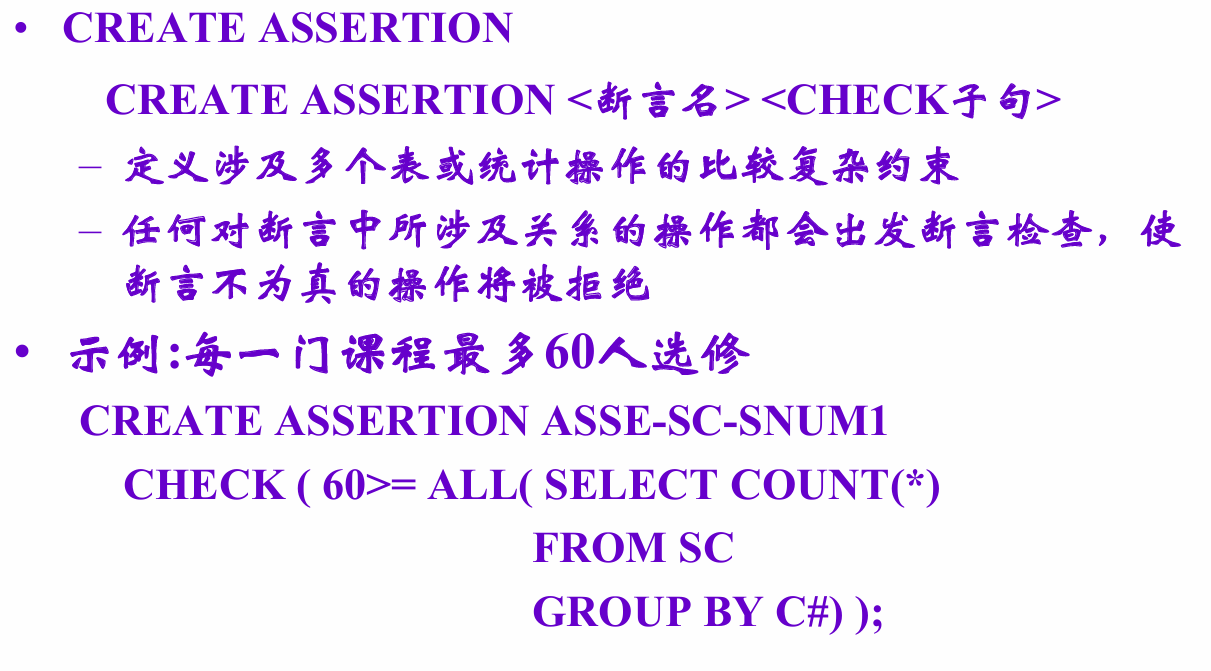 • CREATE ASSERTION
CREATE ASSERTION <断言名> <CHECK子句>
– 定义涉及多个表或统计操作的比较复杂约束
– 任何对断言中所涉及关系的操作都会出发断言检查，使
断言不为真的操作将被拒绝
• 示例:每一门课程最多60人选修
CREATE ASSERTION ASSE-SC-SNUM1
CHECK ( 60>= ALL( SELECT COUNT(*)
FROM SC
GROUP BY C#) );